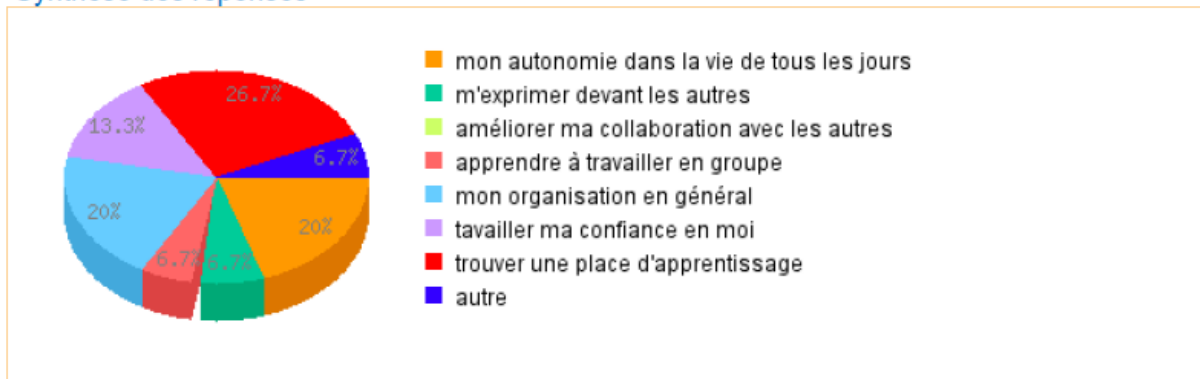 26.7%
13.3%
6.7%
20%
20%
6.7%
6.7%
mon autonomie dans la vie de tous les jours
m'exprimer devant les autres
améliorer ma collaboration avec les autres
apprendre à travailler en groupe
mon organisation en général
tavailler ma confiance en moi
trouver une place d'apprentissage
autre